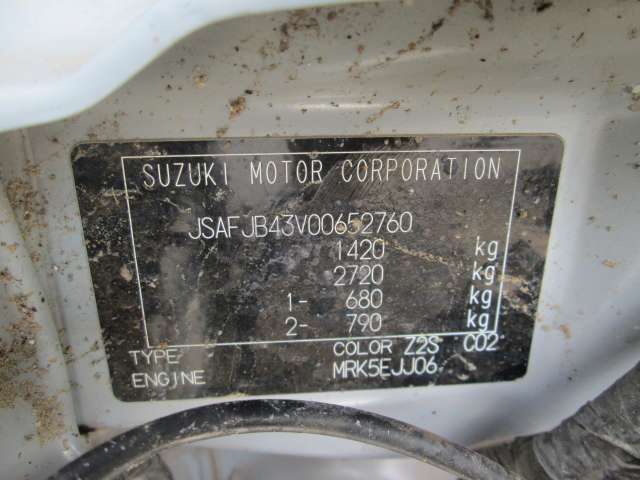 SUZUKI MOTOR CORPORATION
JSAFJB43V00652760
1420 kg
2720 kg
1- 680 kg
2- 790 kg
TYPE COLOR Z2S C02
ENGINE MRK5EJJ06